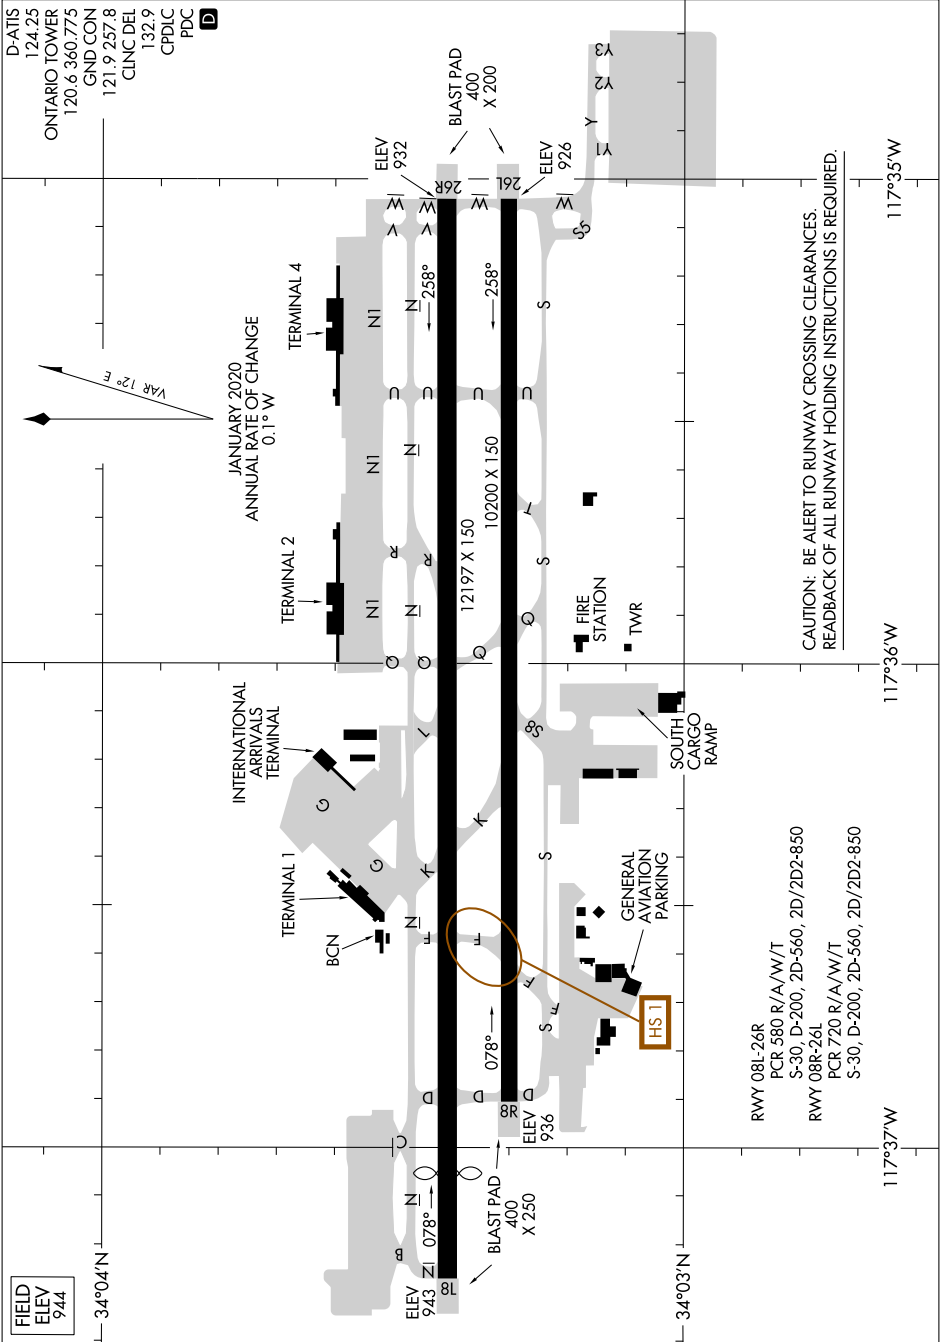 D-ATIS
124.25
ONTARIO TOWER
120.6 360.775
GND CON
121.9 257.8
CLNC DEL
132.9
CPDLC
PDC
D
FIELD
ELEV
944
34°04'N
34°03'N
117°35'W
117°36'W
117°37'W
VAR 12° E
JANUARY 2020
ANNUAL RATE OF CHANGE
0.1° W
TERMINAL 4
TERMINAL 2
INTERNATIONAL
ARRIVALS
TERMINAL
TERMINAL 1
BCN
BLAST PAD
400
X 200
ELEV
932
ELEV
926
26R
26L
258°
258°
12197 X 150
10200 X 150
078°
078°
8L
8R
ELEV
943
ELEV
936
BLAST PAD
400
X 250
HS 1
FIRE
STATION
TWR
SOUTH
CARGO
RAMP
GENERAL
AVIATION
PARKING
Y3
Y2
Y
Y1
W
W
W
W
V
V
S5
N1
N
S
U
U
U
U
N1
N
T
R
R
S
N1
N
Q
Q
Q
Q
L
S8
G
G
K
K
S
N
F
F
F
F
S
D
D
D
C
N
B
N
CAUTION: BE ALERT TO RUNWAY CROSSING CLEARANCES.
READBACK OF ALL RUNWAY HOLDING INSTRUCTIONS IS REQUIRED.
RWY 08L-26R
PCR 580 R/A/W/T
S-30, D-200, 2D-560, 2D/2D2-850
RWY 08R-26L
PCR 720 R/A/W/T
S-30, D-200, 2D-560, 2D/2D2-850